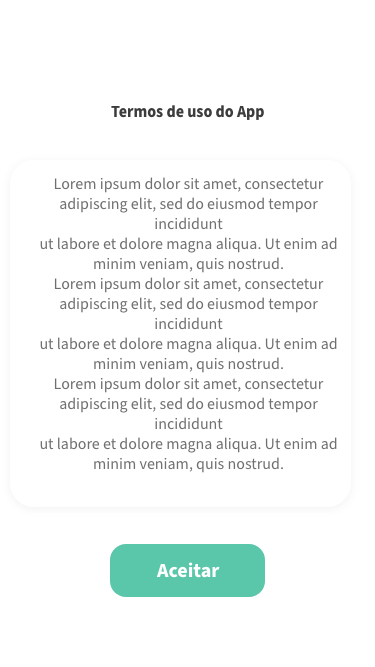 Termos de uso do App
Lorem ipsum dolor sit amet, consectetur
adipiscing elit, sed do eiusmod tempor
incididunt
ut labore et dolore magna aliqua. Ut enim ad
minim veniam, quis nostrud.
Lorem ipsum dolor sit amet, consectetur
adipiscing elit, sed do eiusmod tempor
incididunt
ut labore et dolore magna aliqua. Ut enim ad
minim veniam, quis nostrud.
Lorem ipsum dolor sit amet, consectetur
adipiscing elit, sed do eiusmod tempor
incididunt
ut labore et dolore magna aliqua. Ut enim ad
minim veniam, quis nostrud.
Aceitar